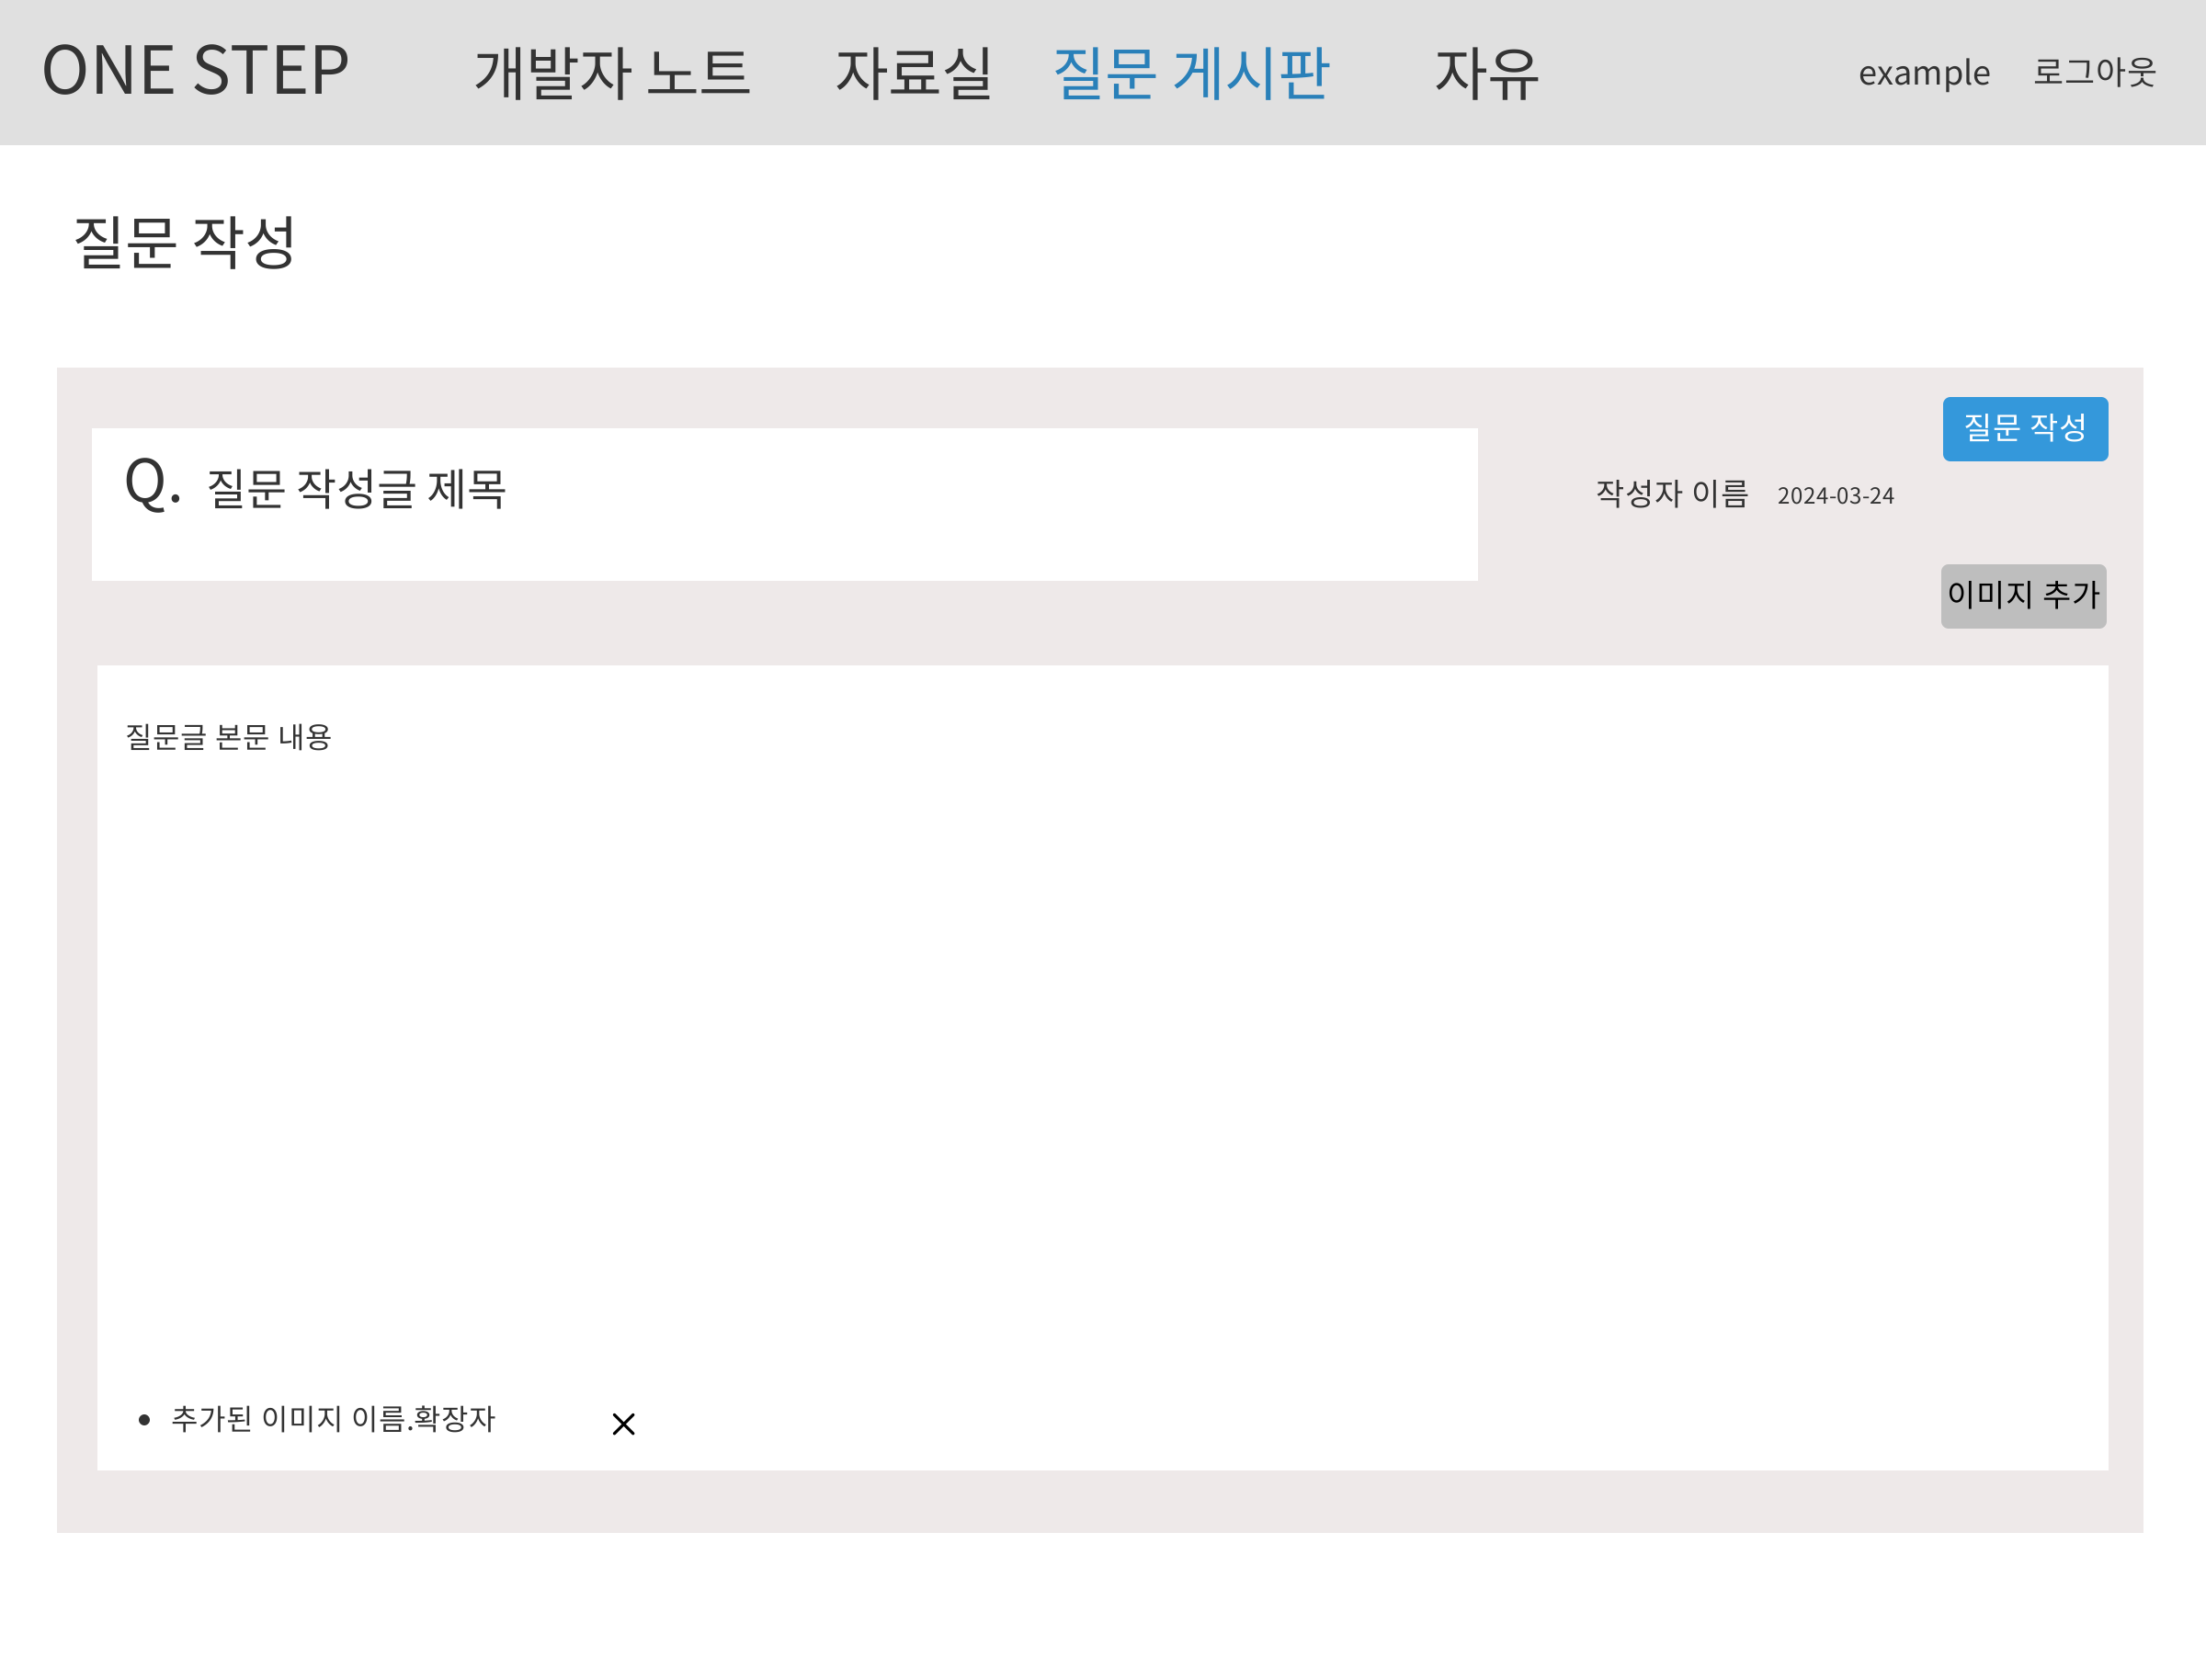 ONE STEP 개발자 노트 자료실 질문 게시판 자유 example 로그아웃
질문 작성
질문 작성
Q. 질문 작성글 제목
작성자 이름 2024-03-24
이미지 추가
질문글 본문 내용
• 추가된 이미지 이름.확장자 ×